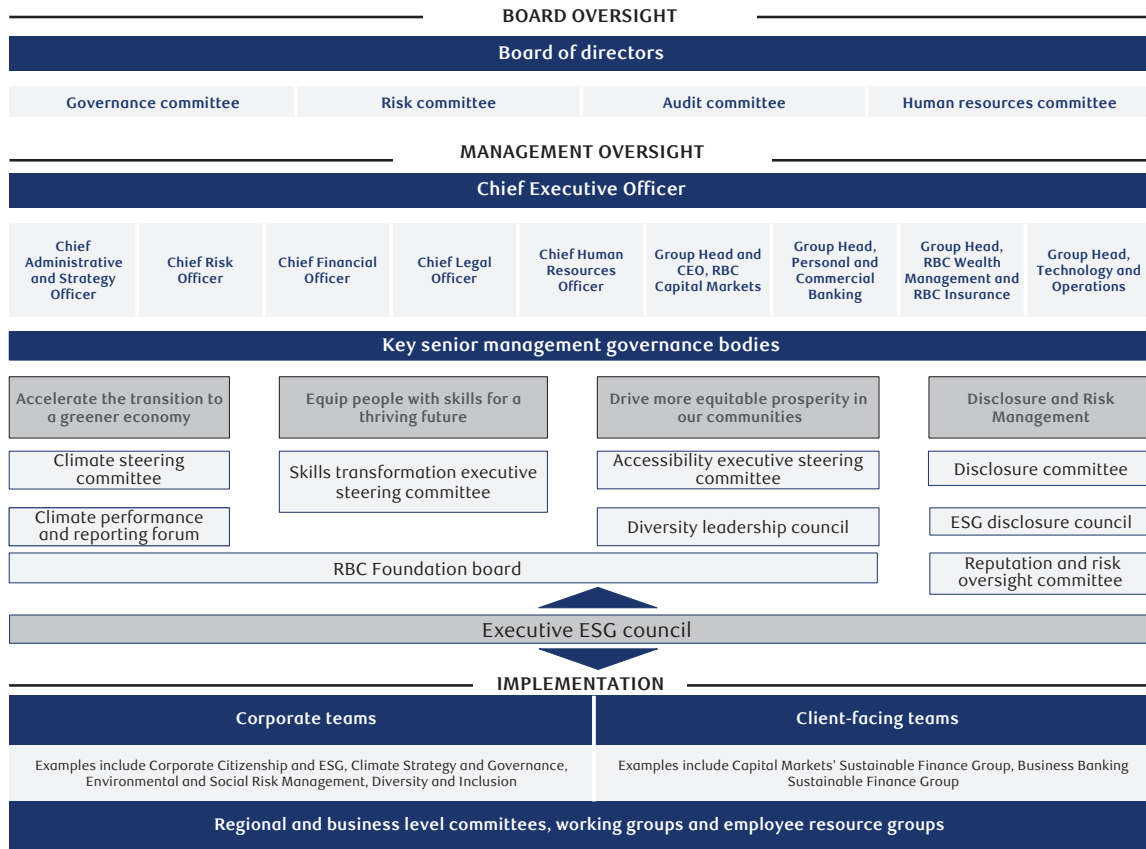 BOARD OVERSIGHT
Board of directors
Governance committee
Risk committee
Audit committee
Human resources committee
MANAGEMENT OVERSIGHT
Chief Executive Officer
Chief
Administrative
and Strategy
Officer
Chief Risk
Officer
Chief Financial
Officer
Chief Legal
Officer
Chief Human
Resources
Officer
Group Head and
CEO, RBC
Capital Markets
Group Head,
Personal and
Commercial
Banking
Group Head,
RBC Wealth
Management and
RBC Insurance
Group Head,
Technology and
Operations
Key senior management governance bodies
Accelerate the transition to
a greener economy
Equip people with skills for a
thriving future
Drive more equitable prosperity in
our communities
Disclosure and Risk
Management
Climate steering
committee
Skills transformation executive
steering committee
Accessibility executive steering
committee
Disclosure committee
Climate performance
and reporting forum
Diversity leadership council
ESG disclosure council
RBC Foundation board
Reputation and risk
oversight committee
Executive ESG council
IMPLEMENTATION
Corporate teams
Client-facing teams
Examples include Corporate Citizenship and ESG, Climate Strategy and Governance,
Environmental and Social Risk Management, Diversity and Inclusion
Examples include Capital Markets’ Sustainable Finance Group, Business Banking
Sustainable Finance Group
Regional and business level committees, working groups and employee resource groups